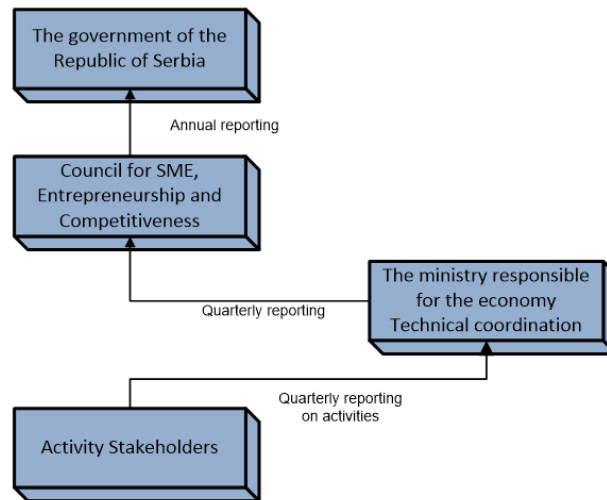 The government of the
Republic of Serbia
Annual reporting
Council for SME,
Entrepreneurship and
Competitiveness
The ministry responsible
for the economy
Technical coordination
Quarterly reporting
Quarterly reporting
on activities
Activity Stakeholders